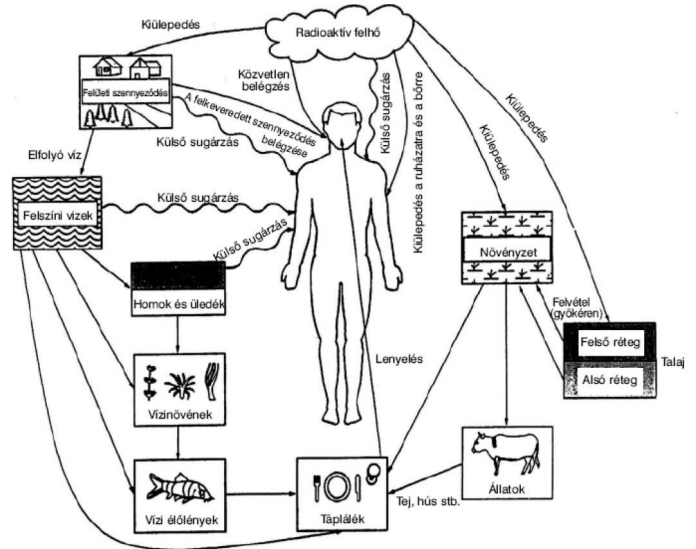 Kiülepedés
Radioaktív felhő
Közvetlen
belégzés
Felületi szennyeződés
A felkeveredett szennyeződés
belégzése
Külső sugárzás
Külső sugárzás
Kiülepedés a ruházatra és a bőrre
Kiülepedés
Kiülepedés
Elfolyó víz
Felszíni vizek
Külső sugárzás
Külső sugárzás
Homok és üledék
Növényzet
Felvétel
(gyökéren)
Felső réteg
Alsó réteg
Talaj
Lenyelés
Vízinövének
Vízi élőlények
Táplálék
Tej, hús stb.
Állatok